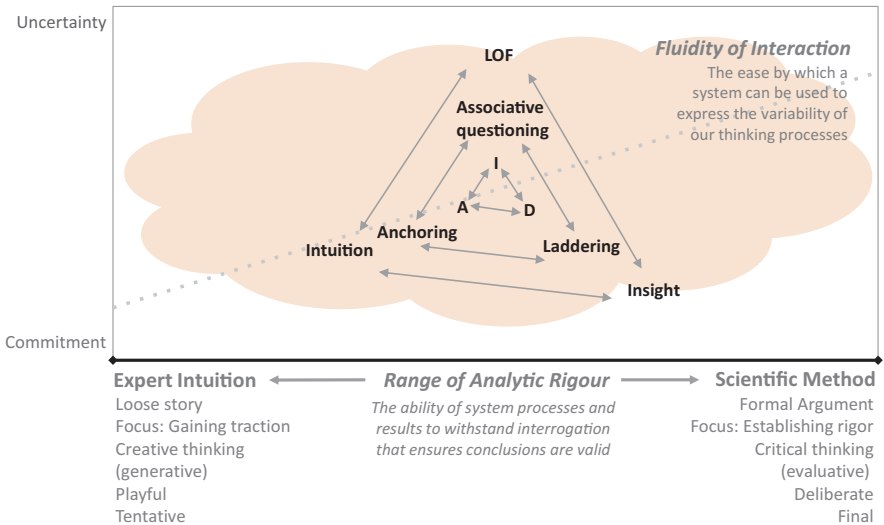 Uncertainty
Fluidity of Interaction
The ease by which a
system can be used to
express the variability of
our thinking processes
LOF
Associative
questioning
I
A
D
Anchoring
Laddering
Intuition
Insight
Commitment
Expert Intuition
Loose story
Focus: Gaining traction
Creative thinking
(generative)
Playful
Tentative
Range of Analytic Rigour
The ability of system processes and
results to withstand interrogation
that ensures conclusions are valid
Scientific Method
Formal Argument
Focus: Establishing rigor
Critical thinking
(evaluative)
Deliberate
Final